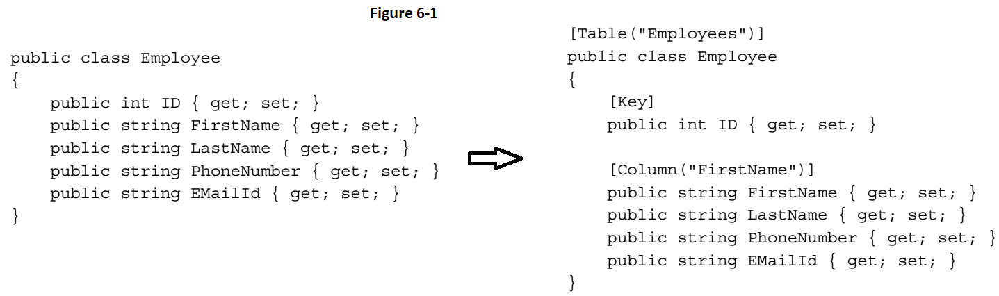 Figure 6-1
public class Employee
{
    public int ID { get; set; }
    public string FirstName { get; set; }
    public string LastName { get; set; }
    public string PhoneNumber { get; set; }
    public string EMailId { get; set; }
}
[Table("Employees")]
public class Employee
{
    [Key]
    public int ID { get; set; }
    [Column("FirstName")]
    public string FirstName { get; set; }
    public string LastName { get; set; }
    public string PhoneNumber { get; set; }
    public string EMailId { get; set; }
}